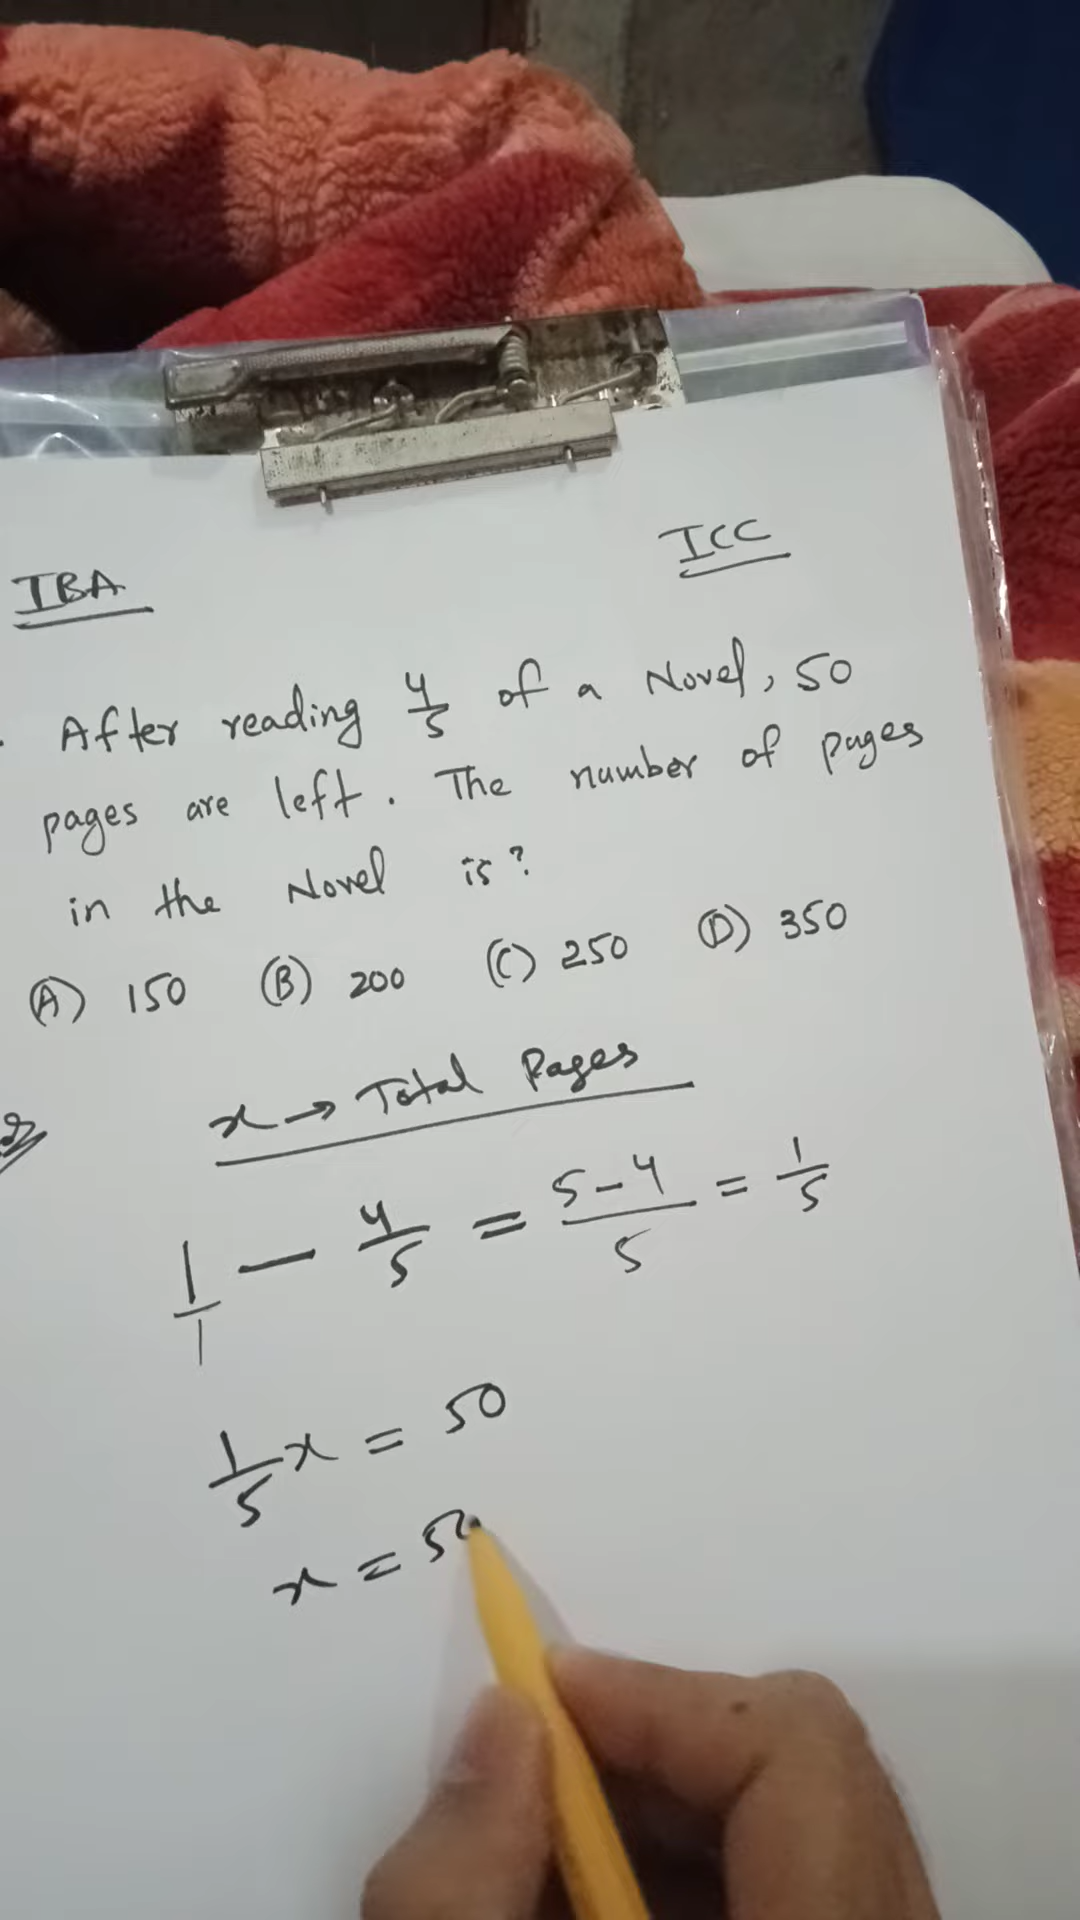 IBA
ICC
After reading 4/5 of a Novel, 50
pages are left. The number of pages
in the Novel is?
(A) 150 (B) 200 (C) 250 (D) 350
x → Total Pages
1/1 - 4/5 = 5-4/5 = 1/5
1/5 x = 50
x = 50